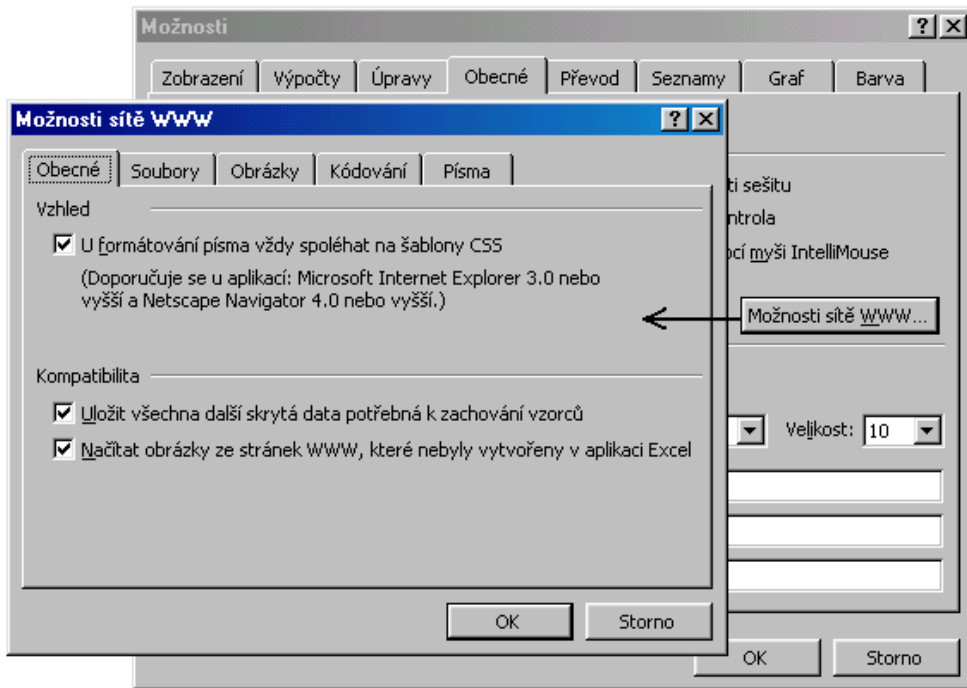 Možnosti
Zobrazení Výpočty Úpravy Obecné Převod Seznamy Graf Barva
Možnosti sítě WWW
Obecné Soubory Obrázky Kódování Písma
Vzhled
U formátování písma vždy spoléhat na šablony CSS
(Doporučuje se u aplikací: Microsoft Internet Explorer 3.0 nebo
vyšší a Netscape Navigator 4.0 nebo vyšší.)
Kompatibilita
Uložit všechna další skrytá data potřebná k zachování vzorců
Načítat obrázky ze stránek WWW, které nebyly vytvořeny v aplikaci Excel
OK Storno
ti sešitu
ntrola
ocí myši IntelliMouse
Možnosti sítě WWW...
Velikost: 10
OK Storno